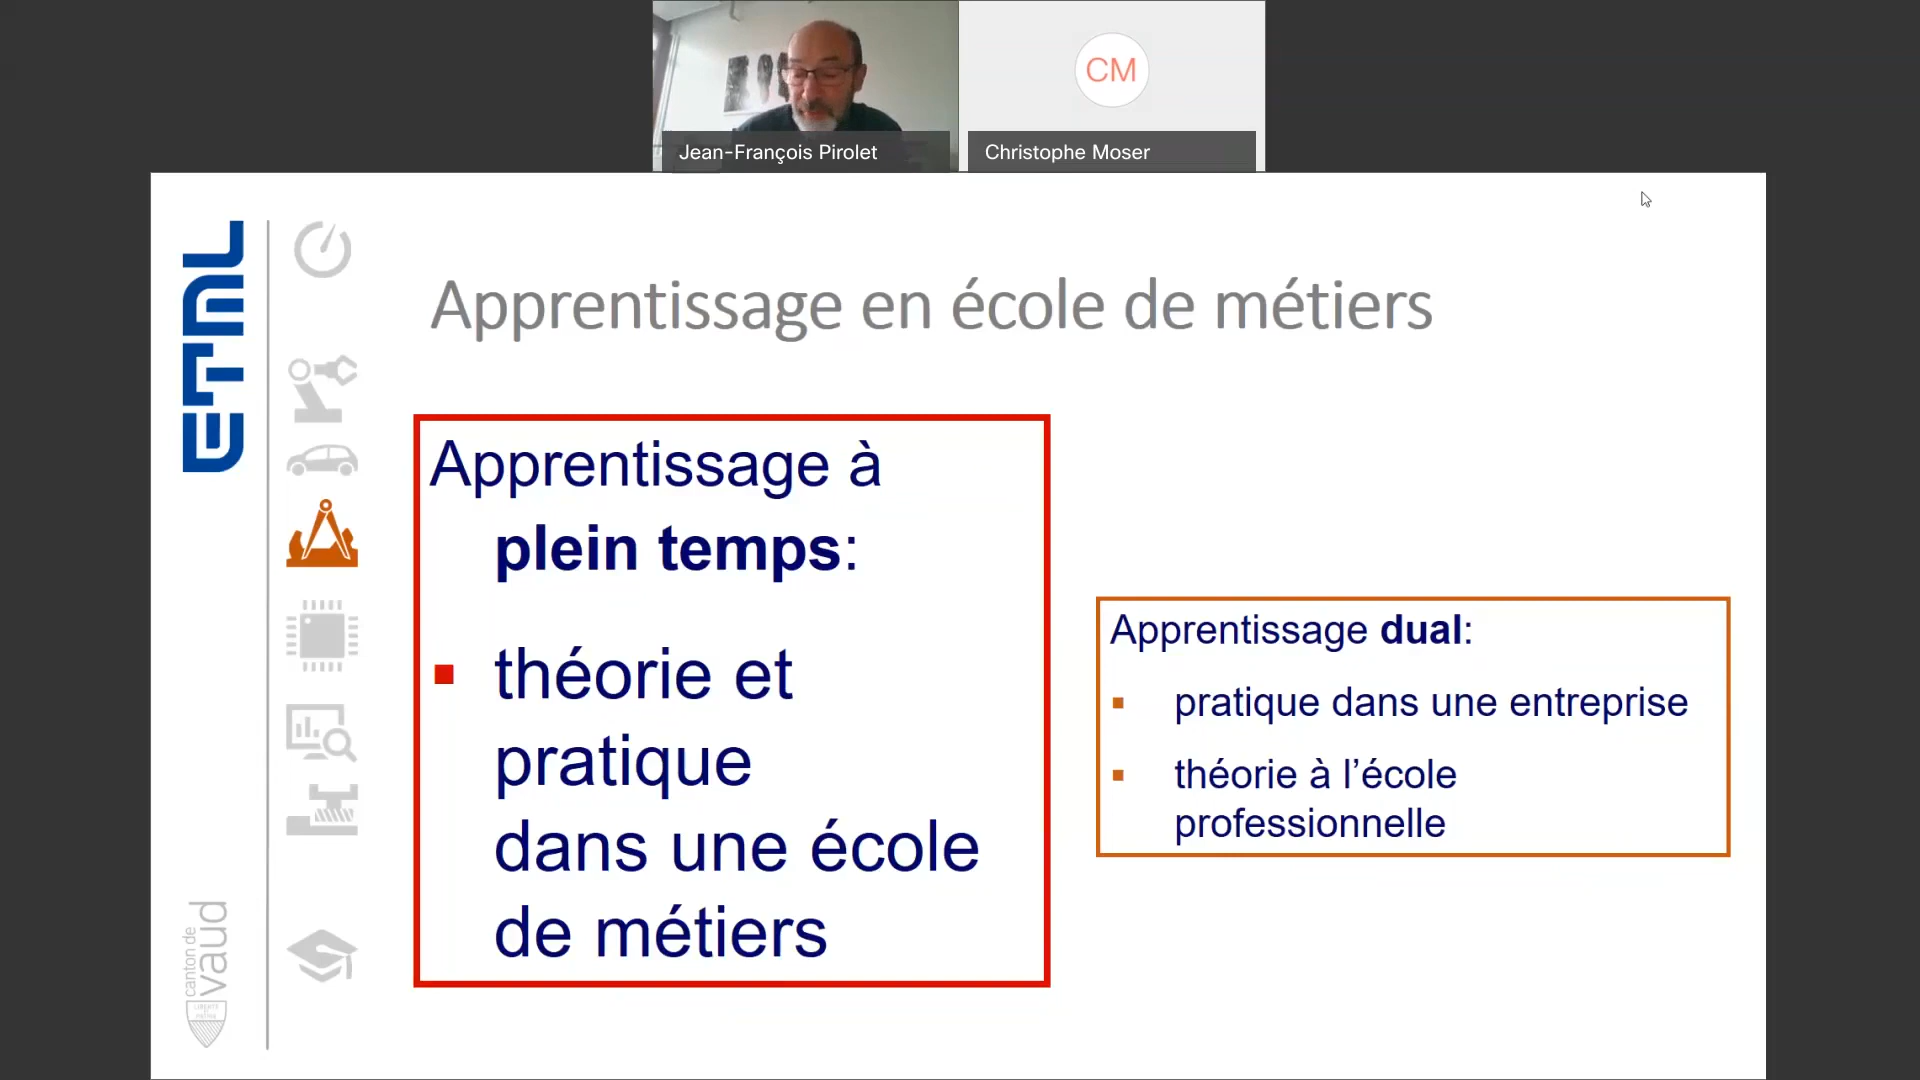 Jean-François Pirolet
CM
Christophe Moser
ETML
Apprentissage en école de métiers
Apprentissage à
plein temps:
théorie et
pratique
dans une école
de métiers
Apprentissage dual:
pratique dans une entreprise
théorie à l’école
professionnelle
canton de
vaud